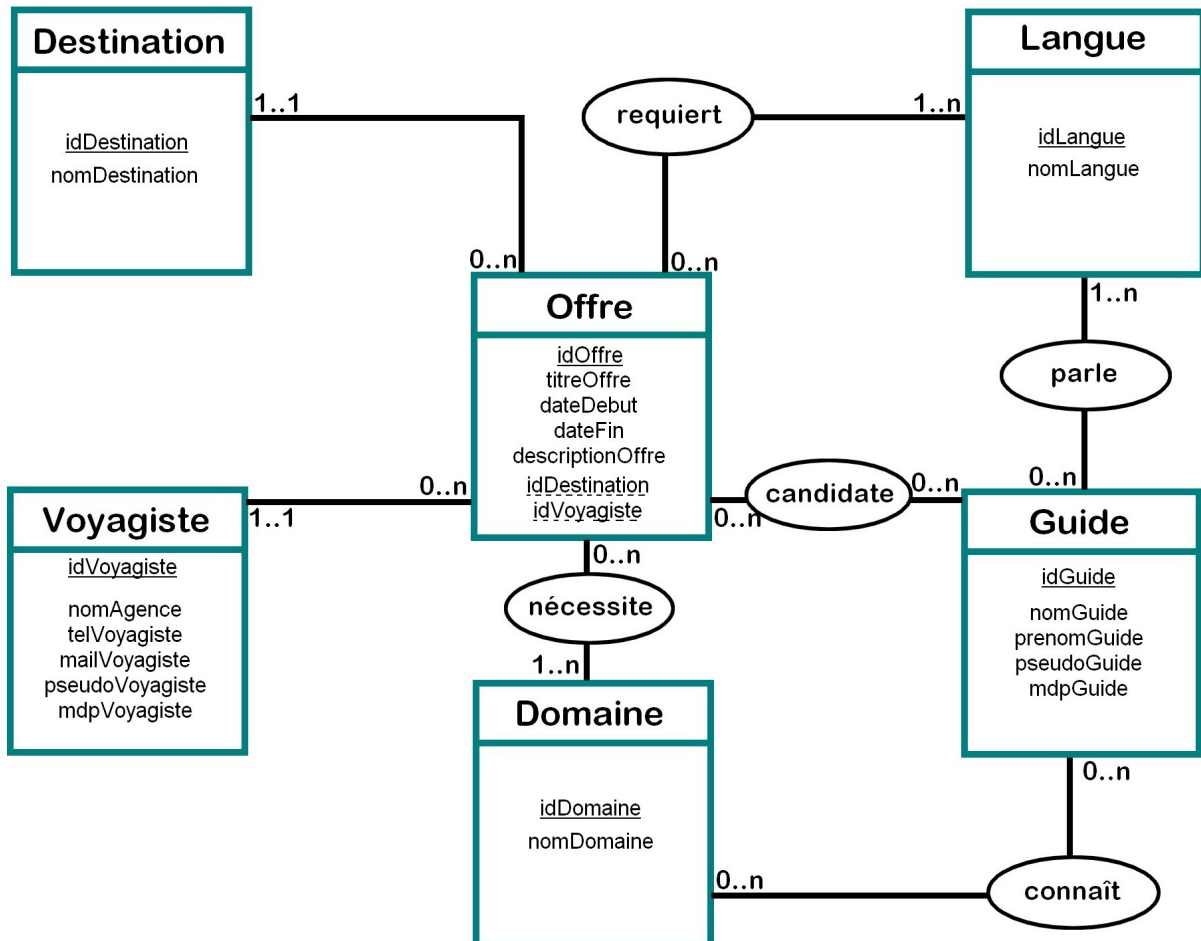 Destination
idDestination
nomDestination
1..1
0..n
requiert
1..n
0..n
Langue
idLangue
nomLangue
1..n
parle
0..n
Offre
idOffre
titreOffre
dateDebut
dateFin
descriptionOffre
idDestination
idVoyagiste
Voyagiste
idVoyagiste
nomAgence
telVoyagiste
mailVoyagiste
pseudoVoyagiste
mdpVoyagiste
1..1
0..n
0..n
candidate
0..n
Guide
idGuide
nomGuide
prenomGuide
pseudoGuide
mdpGuide
0..n
nécessite
1..n
Domaine
idDomaine
nomDomaine
0..n
connaît
0..n